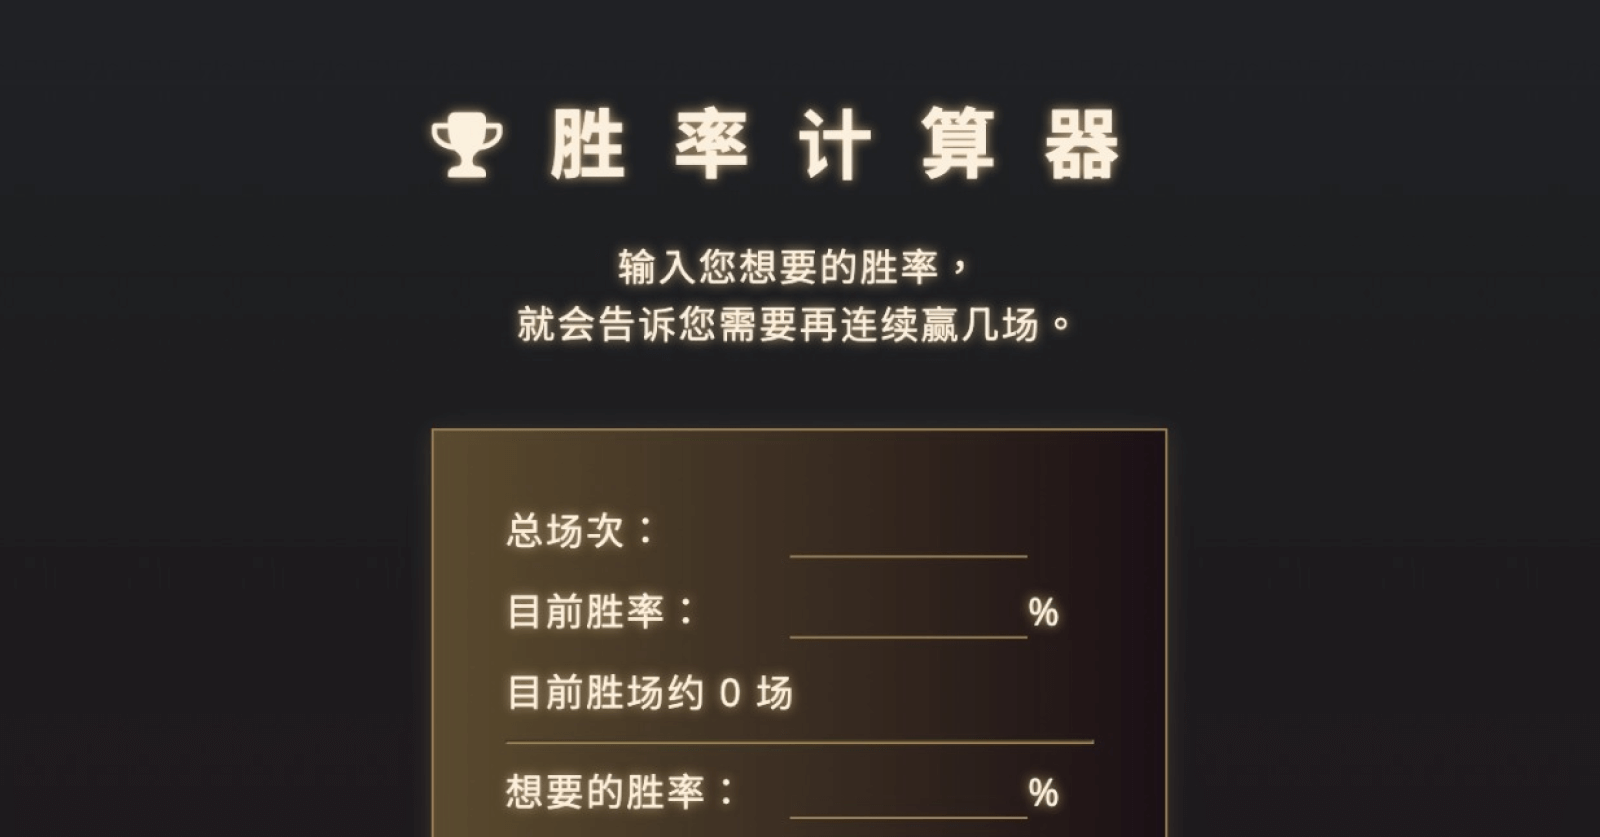 胜率计算器
输入您想要的胜率，
就会告诉您需要再连续赢几场。
总场次：
目前胜率： %
目前胜场约 0 场
想要的胜率： %